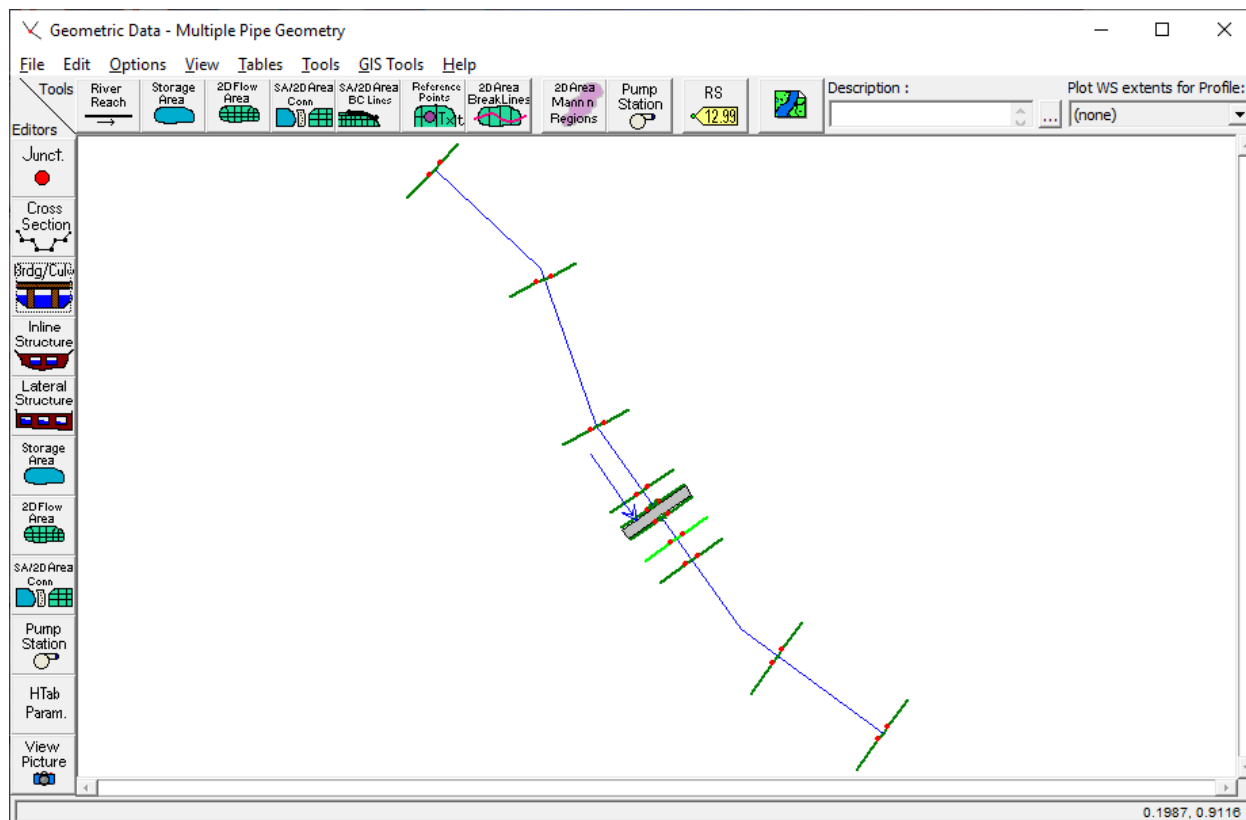 Geometric Data - Multiple Pipe Geometry
File Edit Options View Tables Tools GIS Tools Help
Tools
Editors
River
Reach
Storage
Area
2D Flow
Area
SA/2D Area
Conn
SA/2D Area
BC Lines
Reference
Points
Txt
2D Area
BreakLines
2D Area
Mann n
Regions
Pump
Station
RS
12.99
Description :
...
Plot WS extents for Profile:
(none)
Junct.
Cross
Section
Brdg/Culv
Inline
Structure
Lateral
Structure
Storage
Area
2D Flow
Area
SA/2D Area
Conn
Pump
Station
HTab
Param.
View
Picture
0.1987, 0.9116